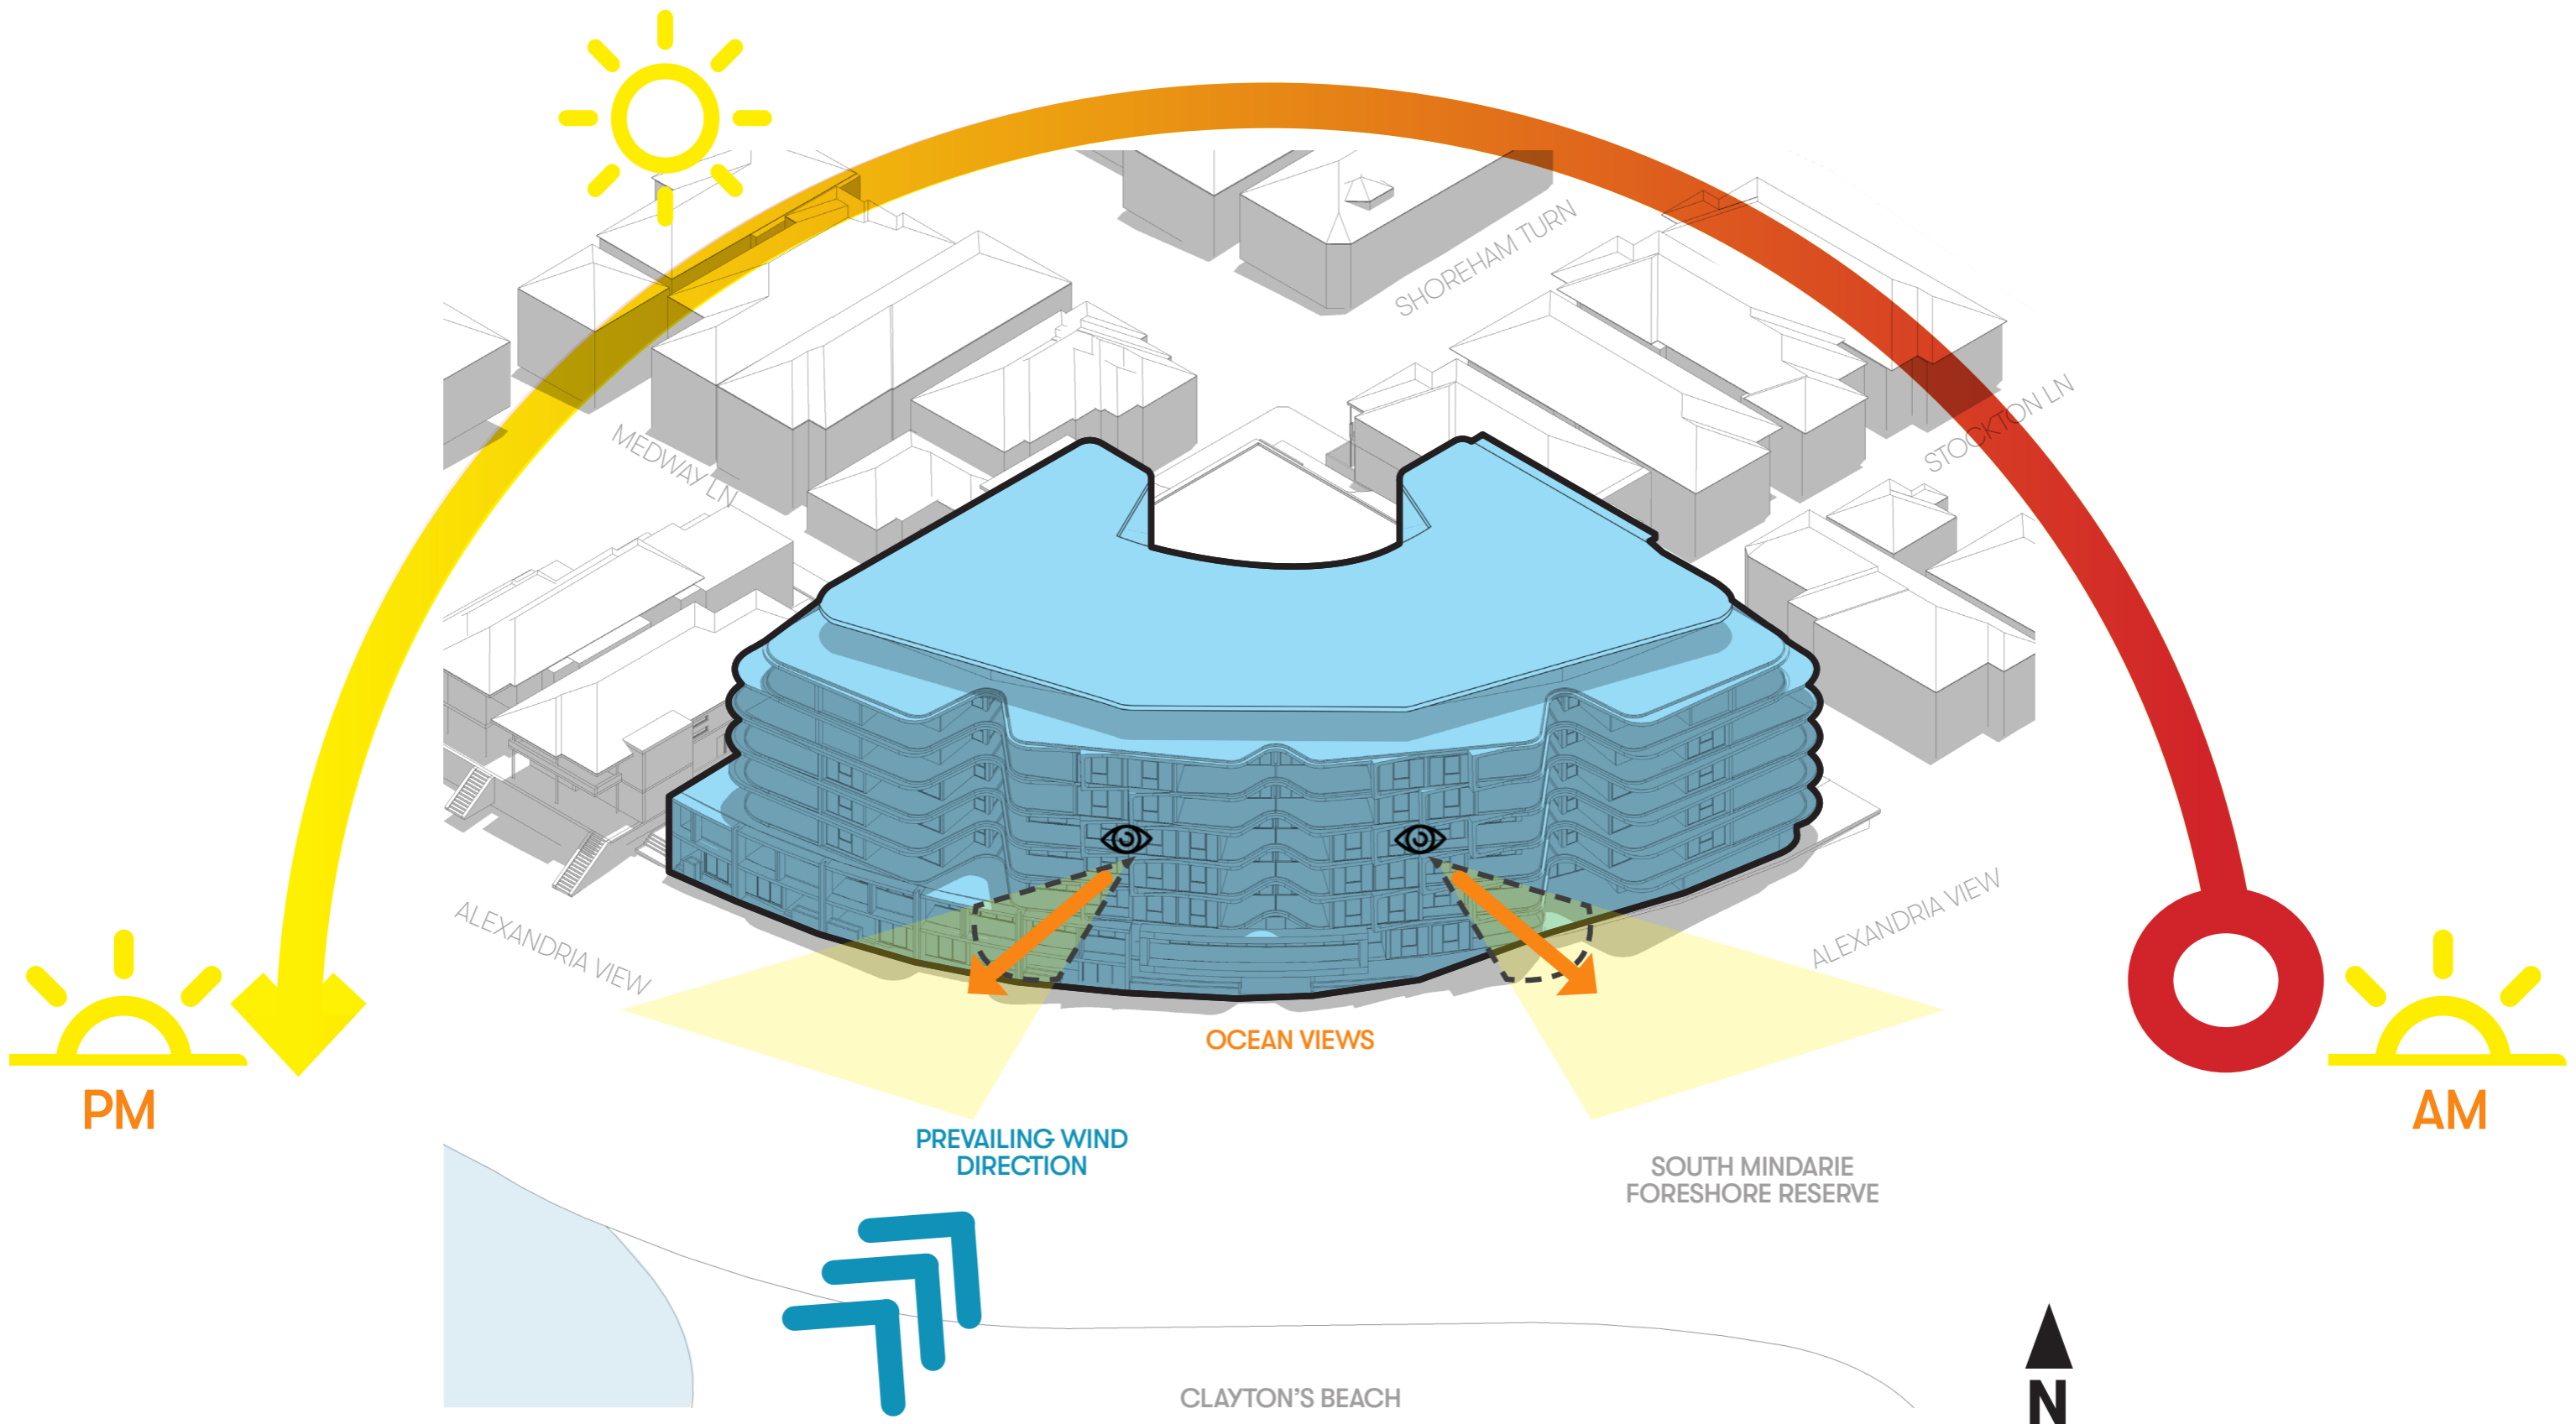 SHOREHAM TURN
STOCKTON LN
MEDWAY LN
ALEXANDRIA VIEW
ALEXANDRIA VIEW
OCEAN VIEWS
PM
AM
PREVAILING WIND
DIRECTION
SOUTH MINDARIE
FORESHORE RESERVE
CLAYTON'S BEACH
N